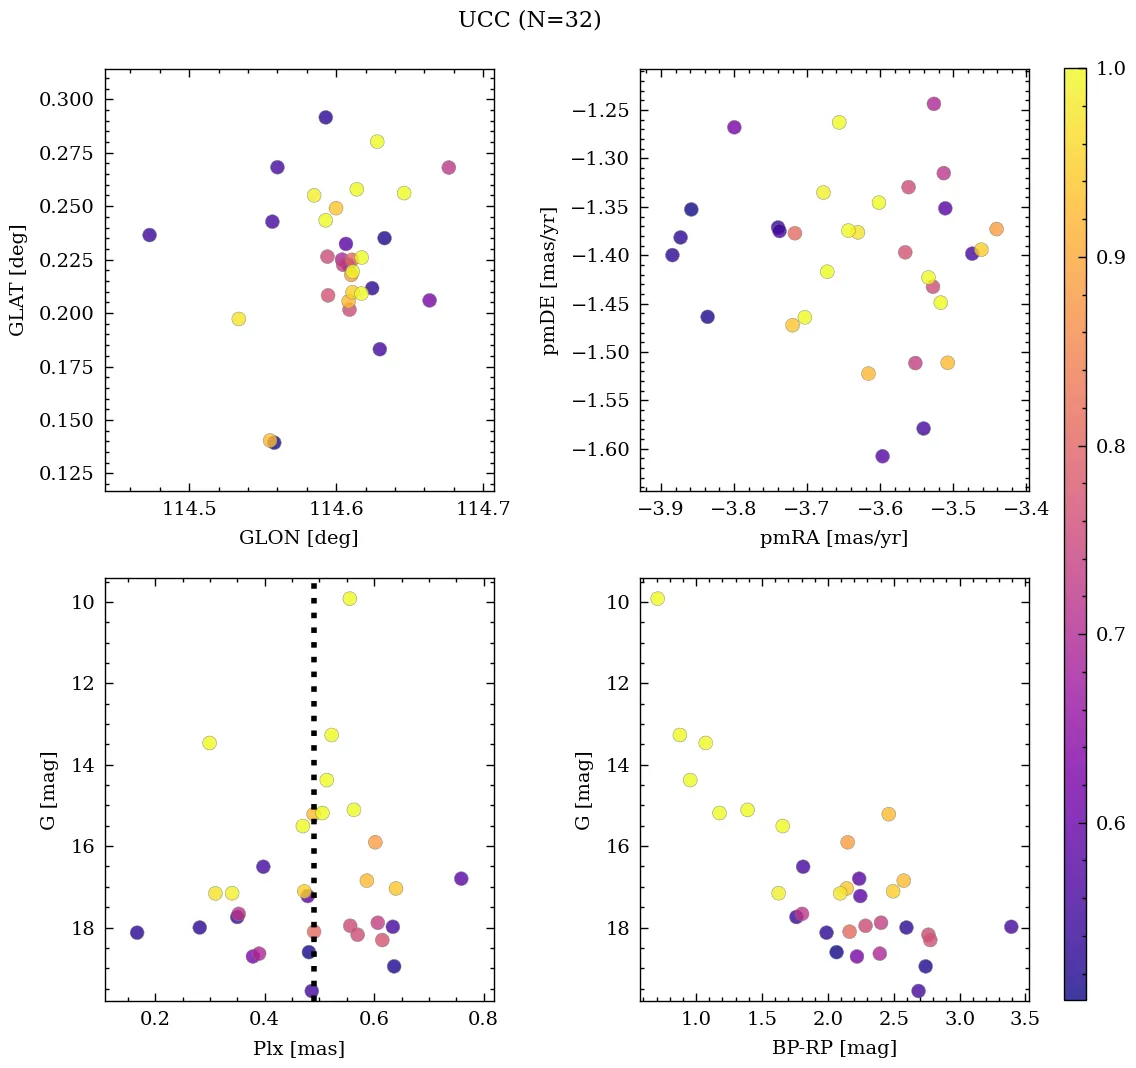 UCC (N=32)
0.300
0.275
0.250
0.225
0.200
0.175
0.150
0.125
GLAT [deg]
114.5 114.6 114.7
GLON [deg]
−1.25
−1.30
−1.35
−1.40
−1.45
−1.50
−1.55
−1.60
pmDE [mas/yr]
−3.9 −3.8 −3.7 −3.6 −3.5 −3.4
pmRA [mas/yr]
1.0
0.9
0.8
0.7
0.6
10
12
14
16
18
G [mag]
0.2 0.4 0.6 0.8
Plx [mas]
10
12
14
16
18
G [mag]
1.0 1.5 2.0 2.5 3.0 3.5
BP-RP [mag]